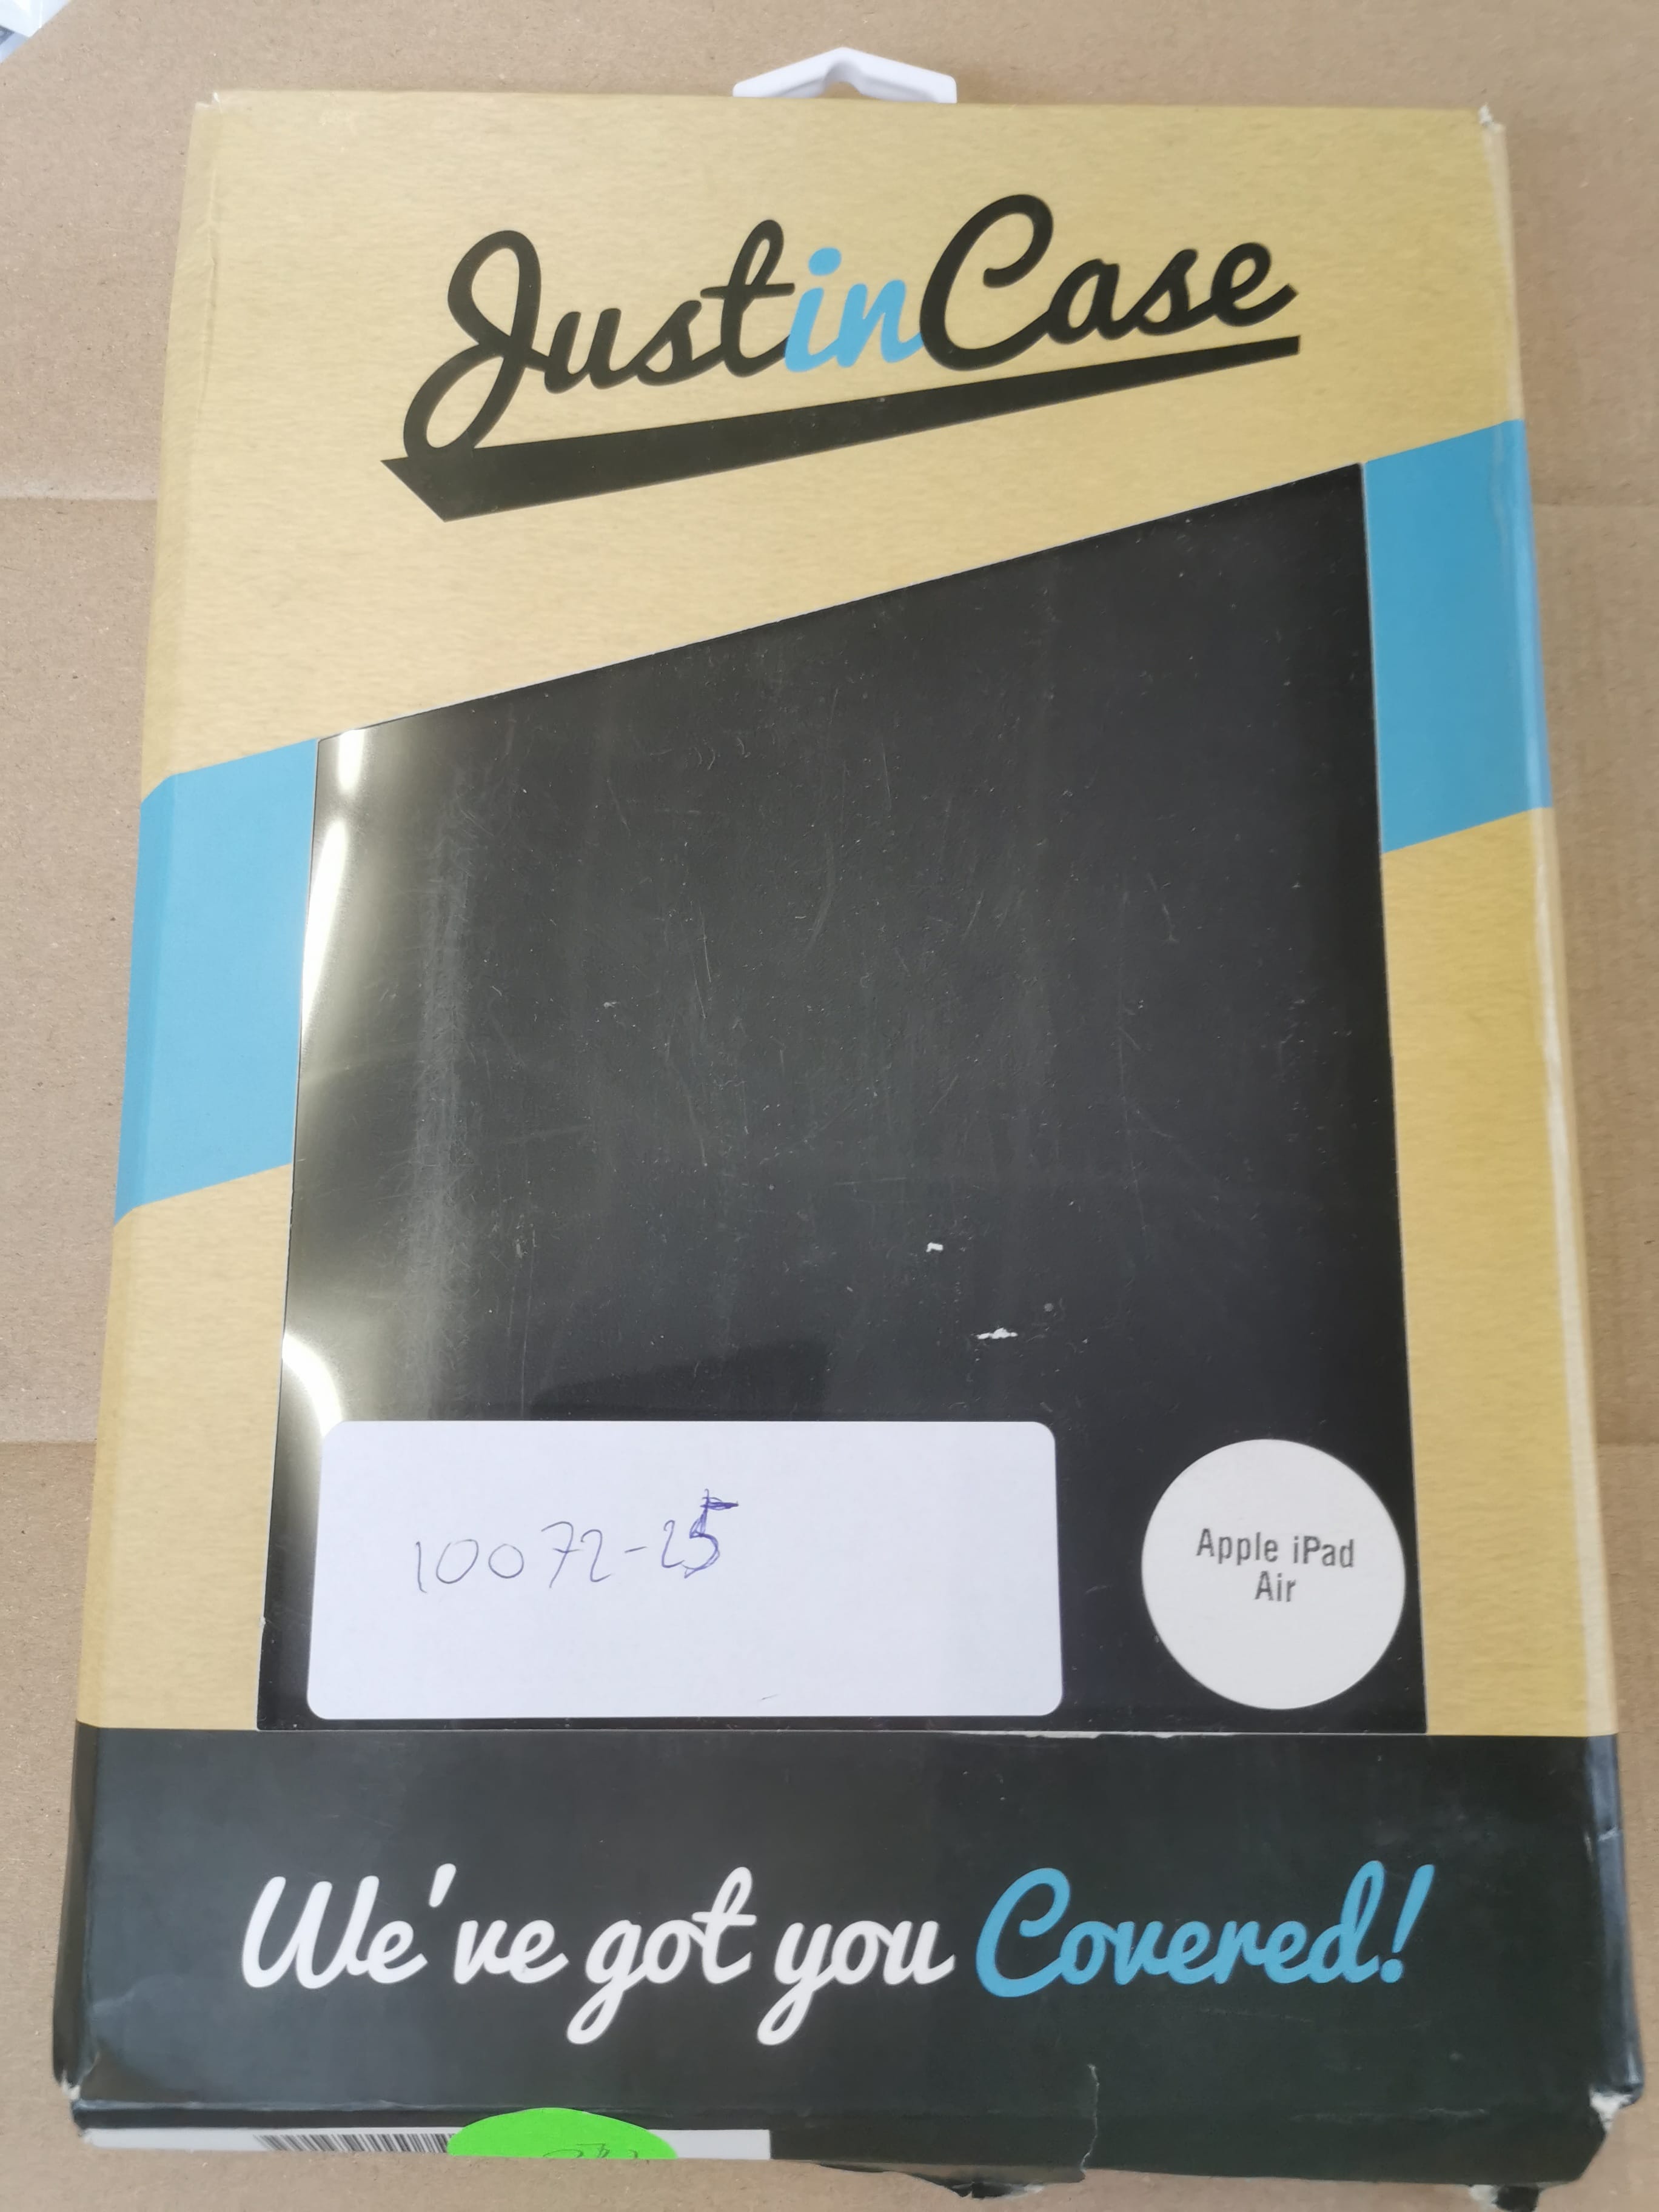 JustinCase
10072-25
Apple iPad
Air
We've got you Covered!